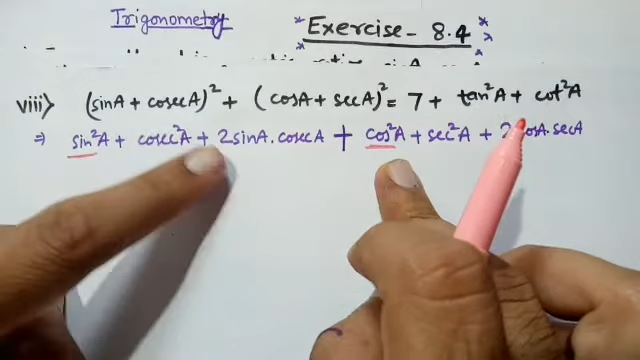 Trigonometry
* Exercise - 8.4 *
viii) (sinA + cosecA)² + (cosA + secA)² = 7 + tan²A + cot²A
⇒ sin²A + cosec²A + 2sinA.cosecA + cos²A + sec²A + 2cosA.secA